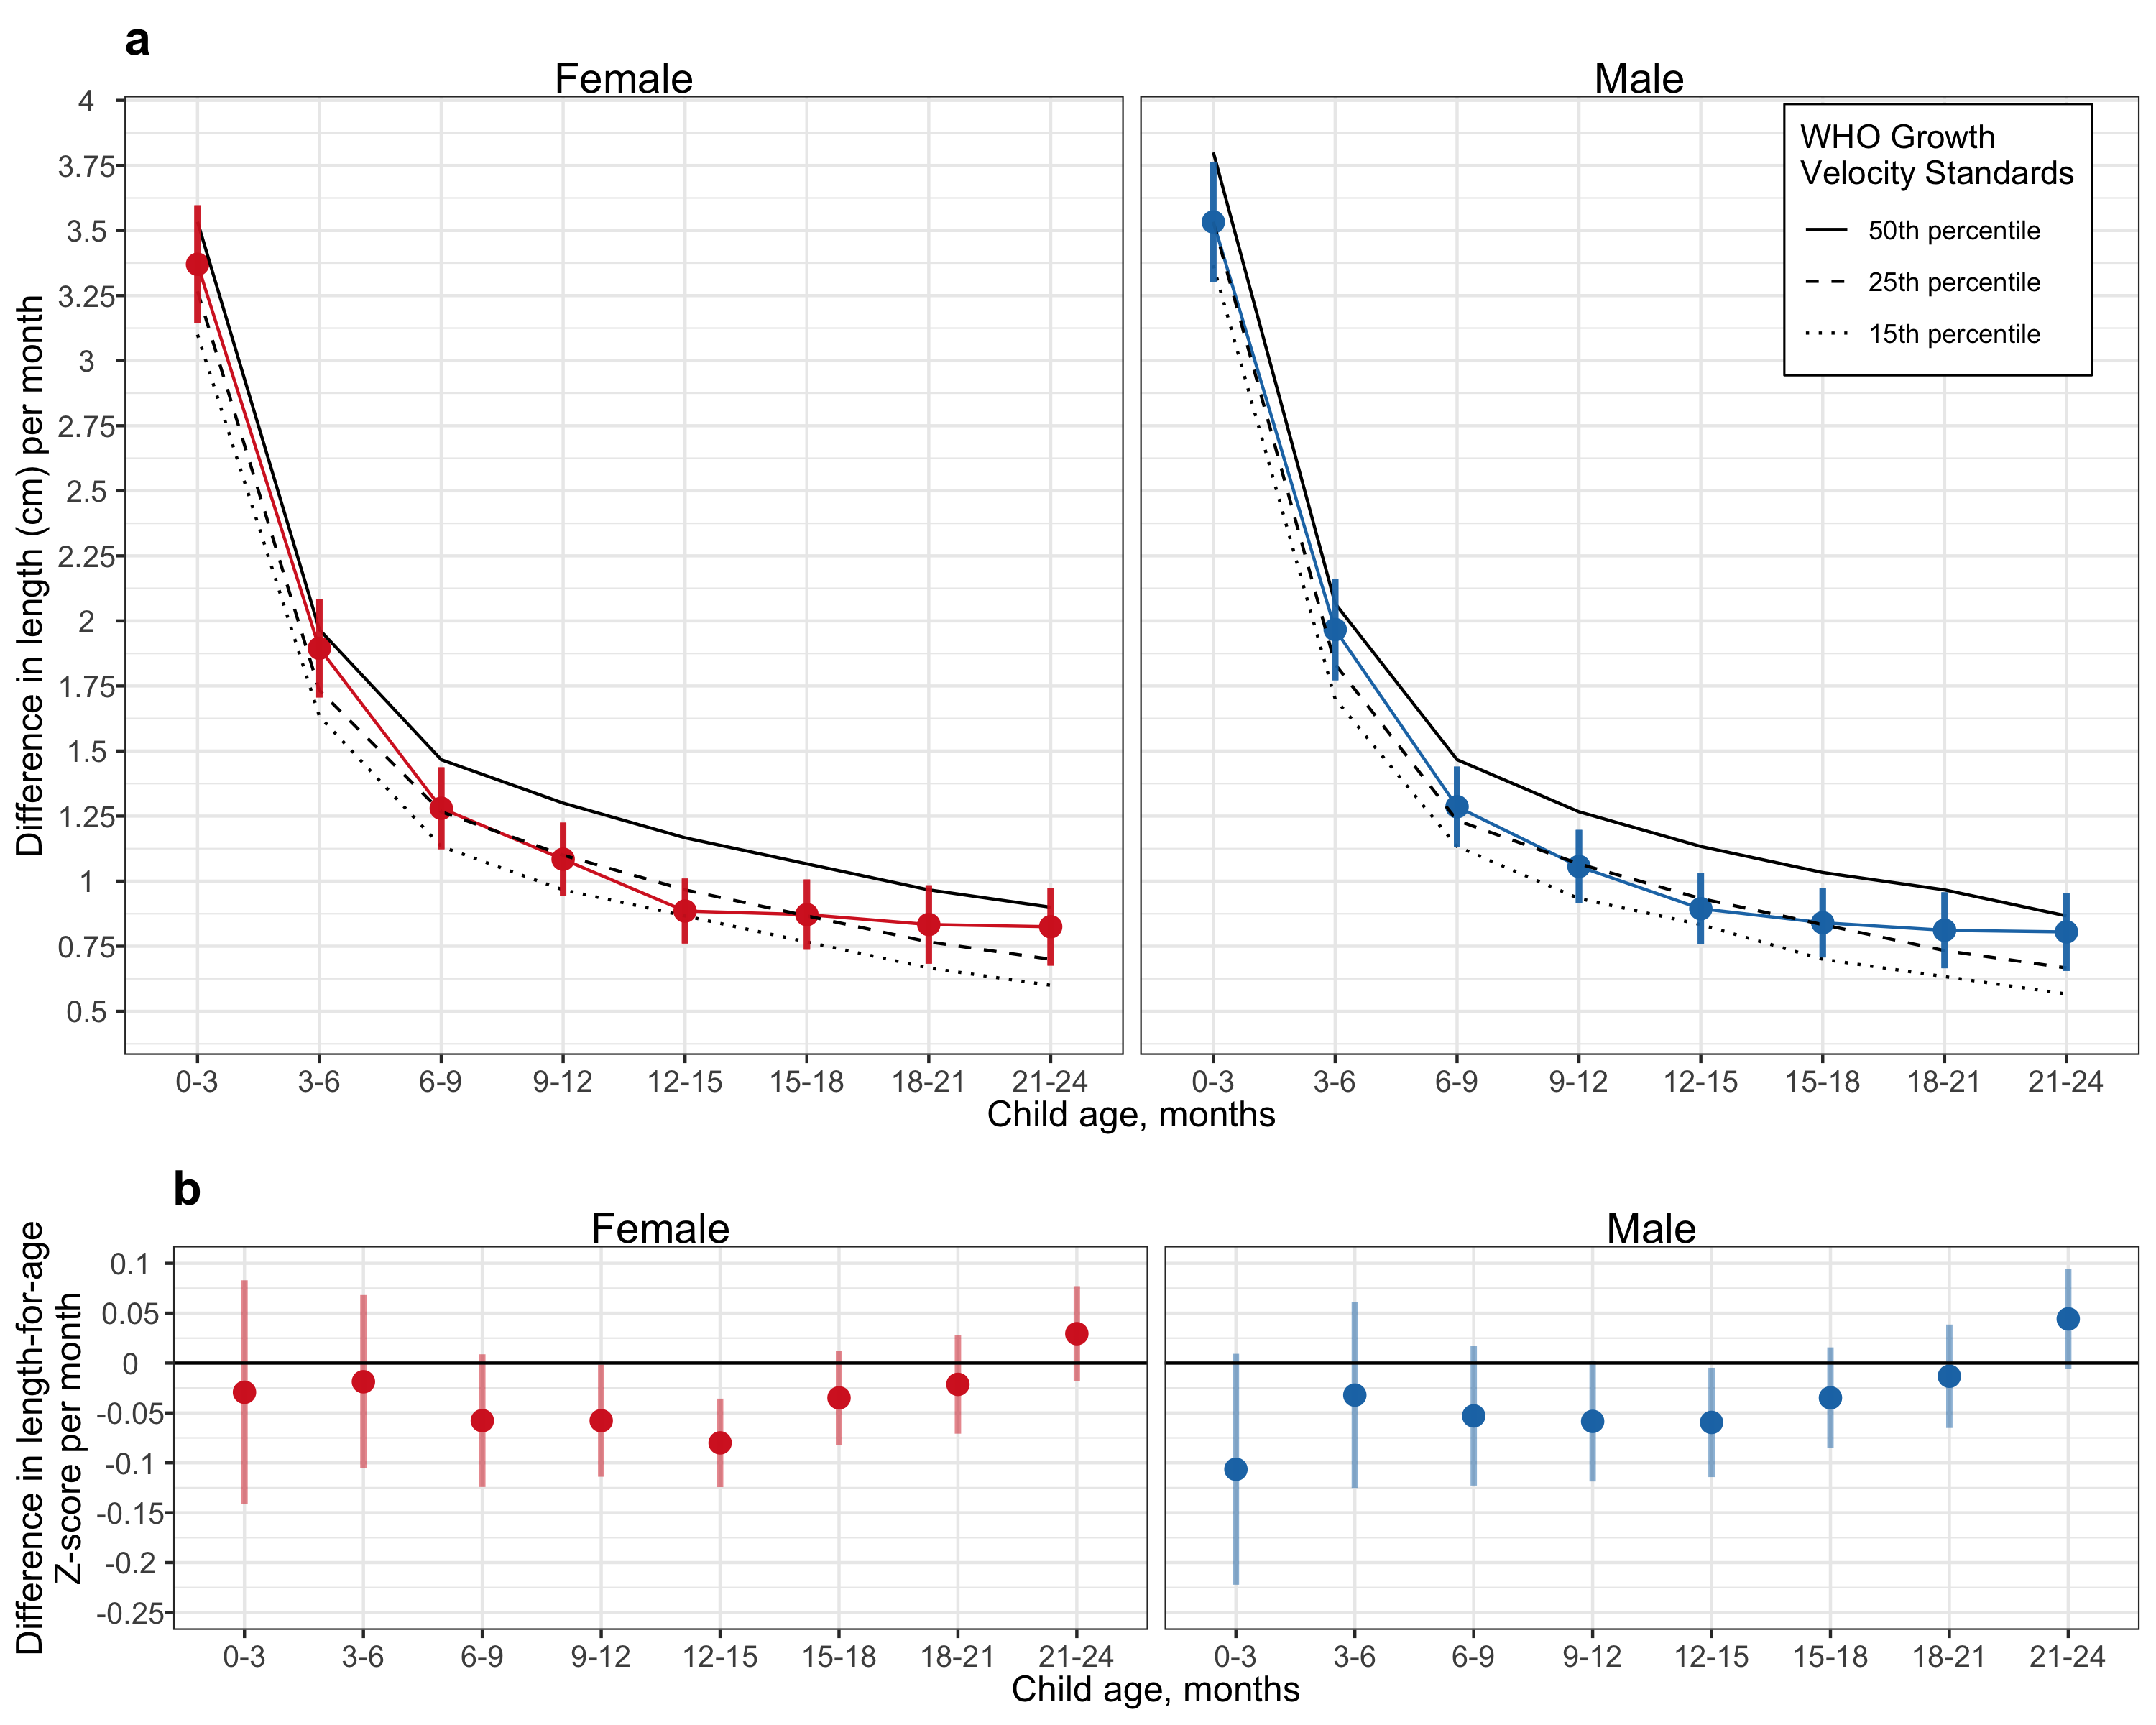 a
Female
Male
4
3.75
3.5
3.25
3
2.75
2.5
2.25
2
1.75
1.5
1.25
1
0.75
0.5
Difference in length (cm) per month
WHO Growth
Velocity Standards
50th percentile
25th percentile
15th percentile
0-3 3-6 6-9 9-12 12-15 15-18 18-21 21-24
0-3 3-6 6-9 9-12 12-15 15-18 18-21 21-24
Child age, months
b
Female
Male
0.1
0.05
0
-0.05
-0.1
-0.15
-0.2
-0.25
Difference in length-for-age
Z-score per month
0-3 3-6 6-9 9-12 12-15 15-18 18-21 21-24
0-3 3-6 6-9 9-12 12-15 15-18 18-21 21-24
Child age, months